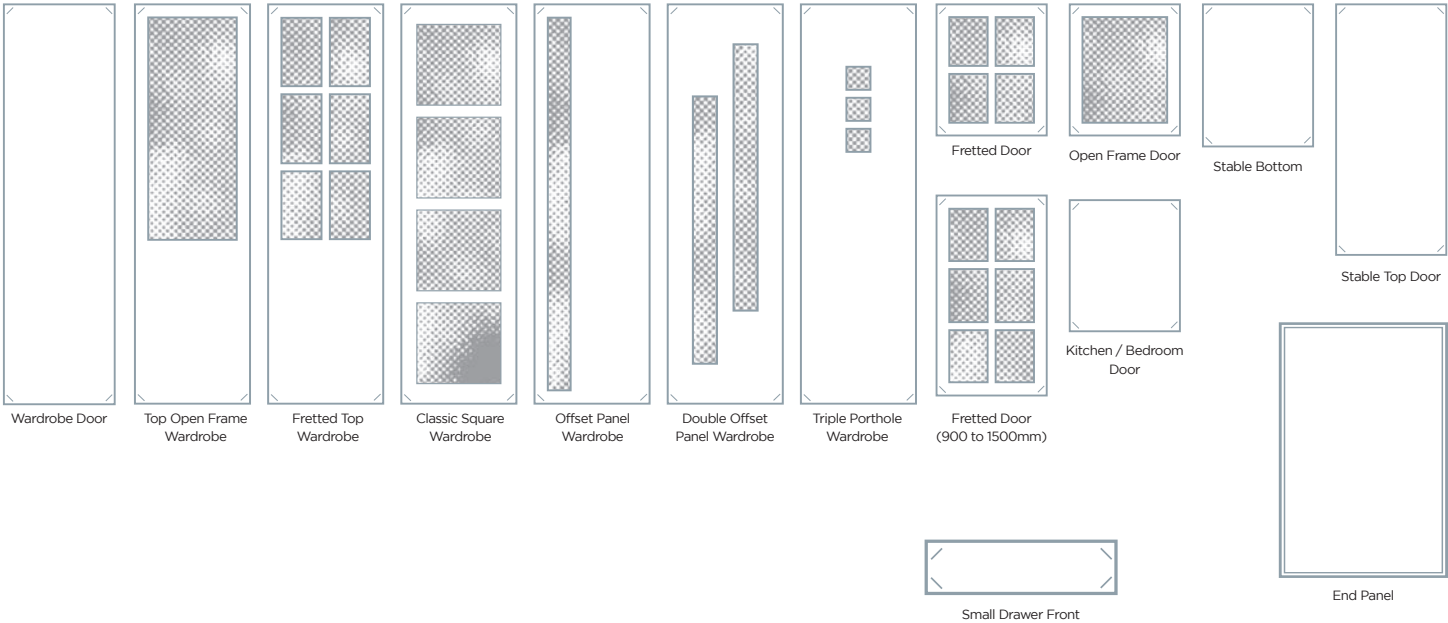 Wardrobe Door
Top Open Frame
Wardrobe
Fretted Top
Wardrobe
Classic Square
Wardrobe
Offset Panel
Wardrobe
Double Offset
Panel Wardrobe
Triple Porthole
Wardrobe
Fretted Door
Open Frame Door
Stable Bottom
Stable Top Door
Kitchen / Bedroom
Door
Fretted Door
(900 to 1500mm)
End Panel
Small Drawer Front